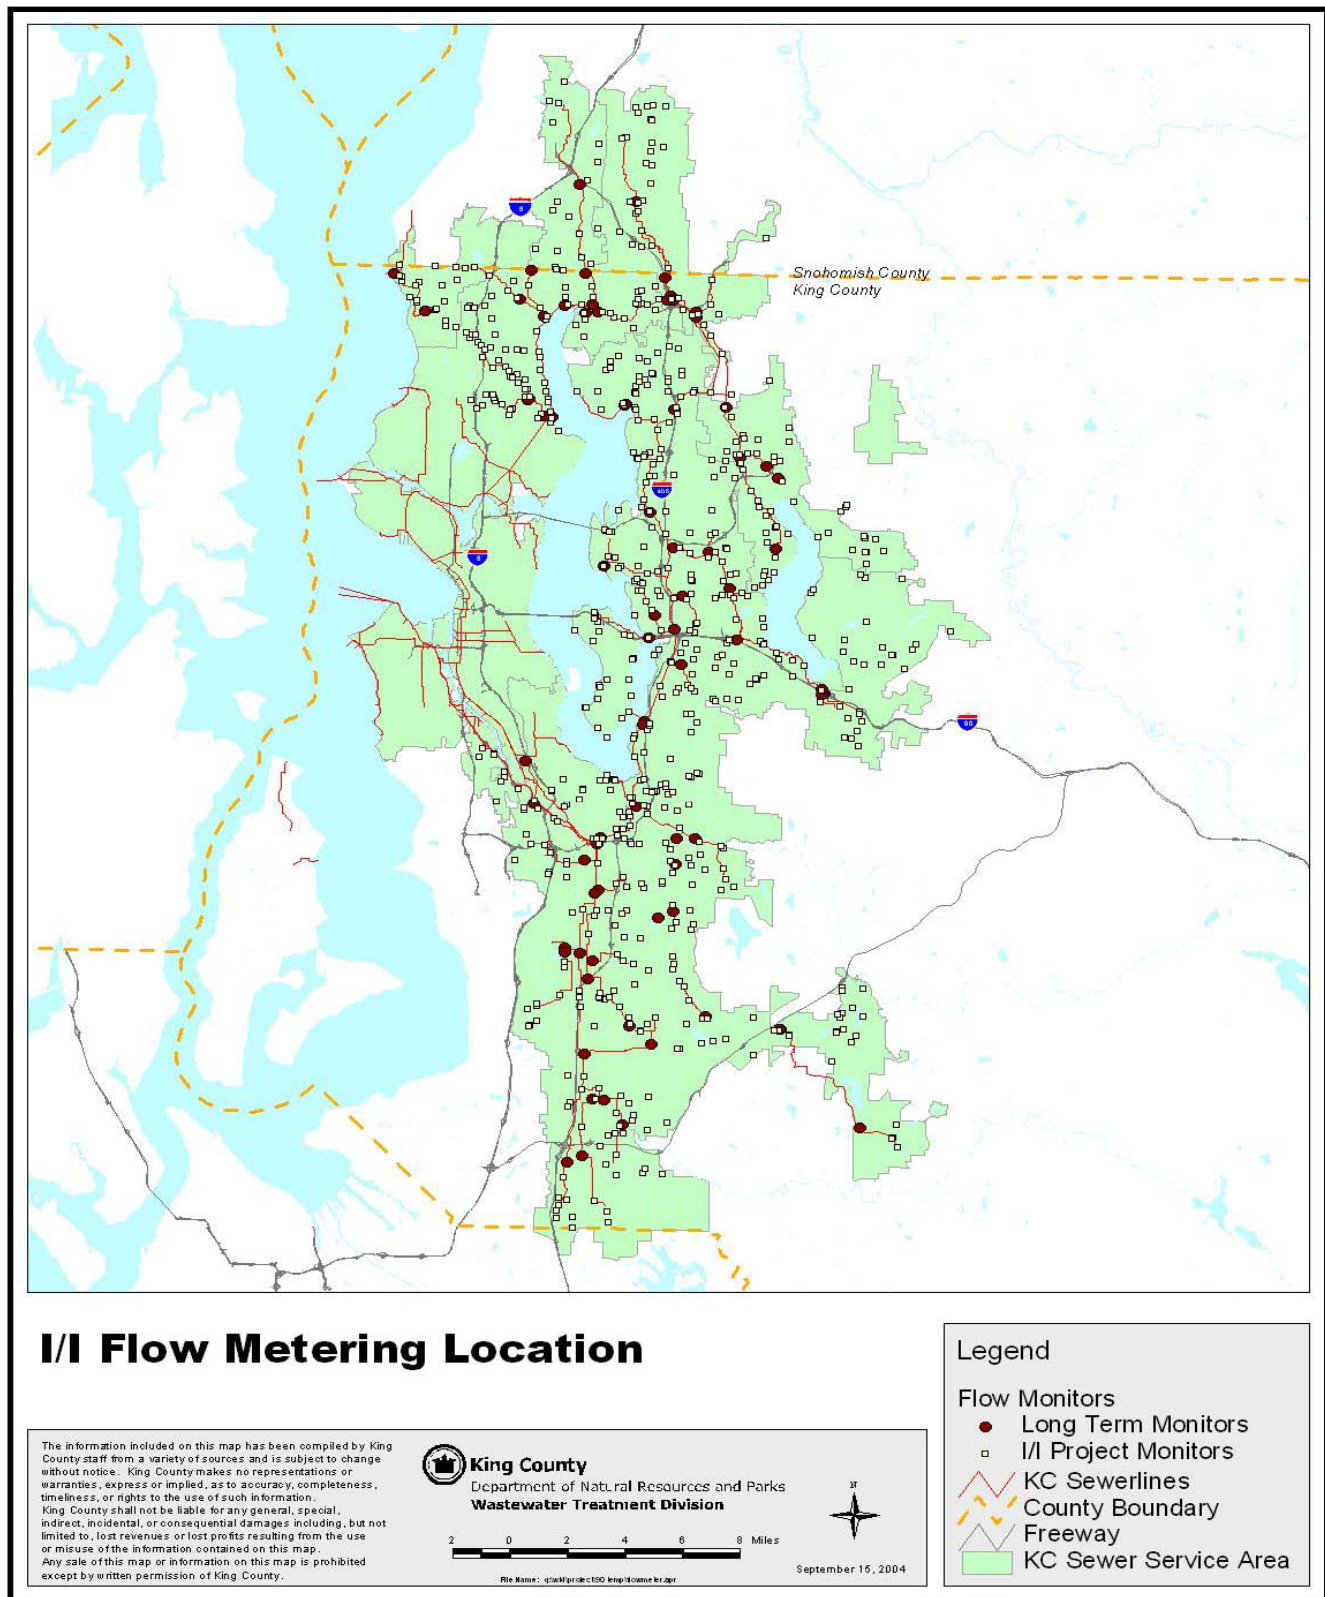 5
Snohomish County
King County
405
5
90
I/I Flow Metering Location
The information included on this map has been compiled by King
County staff from a variety of sources and is subject to change
without notice. King County makes no representations or
warranties, express or implied, as to accuracy, completeness,
timeliness, or rights to the use of such information.
King County shall not be liable for any general, special,
indirect, incidental, or consequential damages including, but not
limited to, lost revenues or lost profits resulting from the use
or misuse of the information contained on this map.
Any sale of this map or information on this map is prohibited
except by written permission of King County.
King County
Department of Natural Resources and Parks
Wastewater Treatment Division
2 0 2 4 6 8 Miles
File Name:
N
September 15, 2004
Legend
Flow Monitors
Long Term Monitors
I/I Project Monitors
KC Sewerlines
County Boundary
Freeway
KC Sewer Service Area